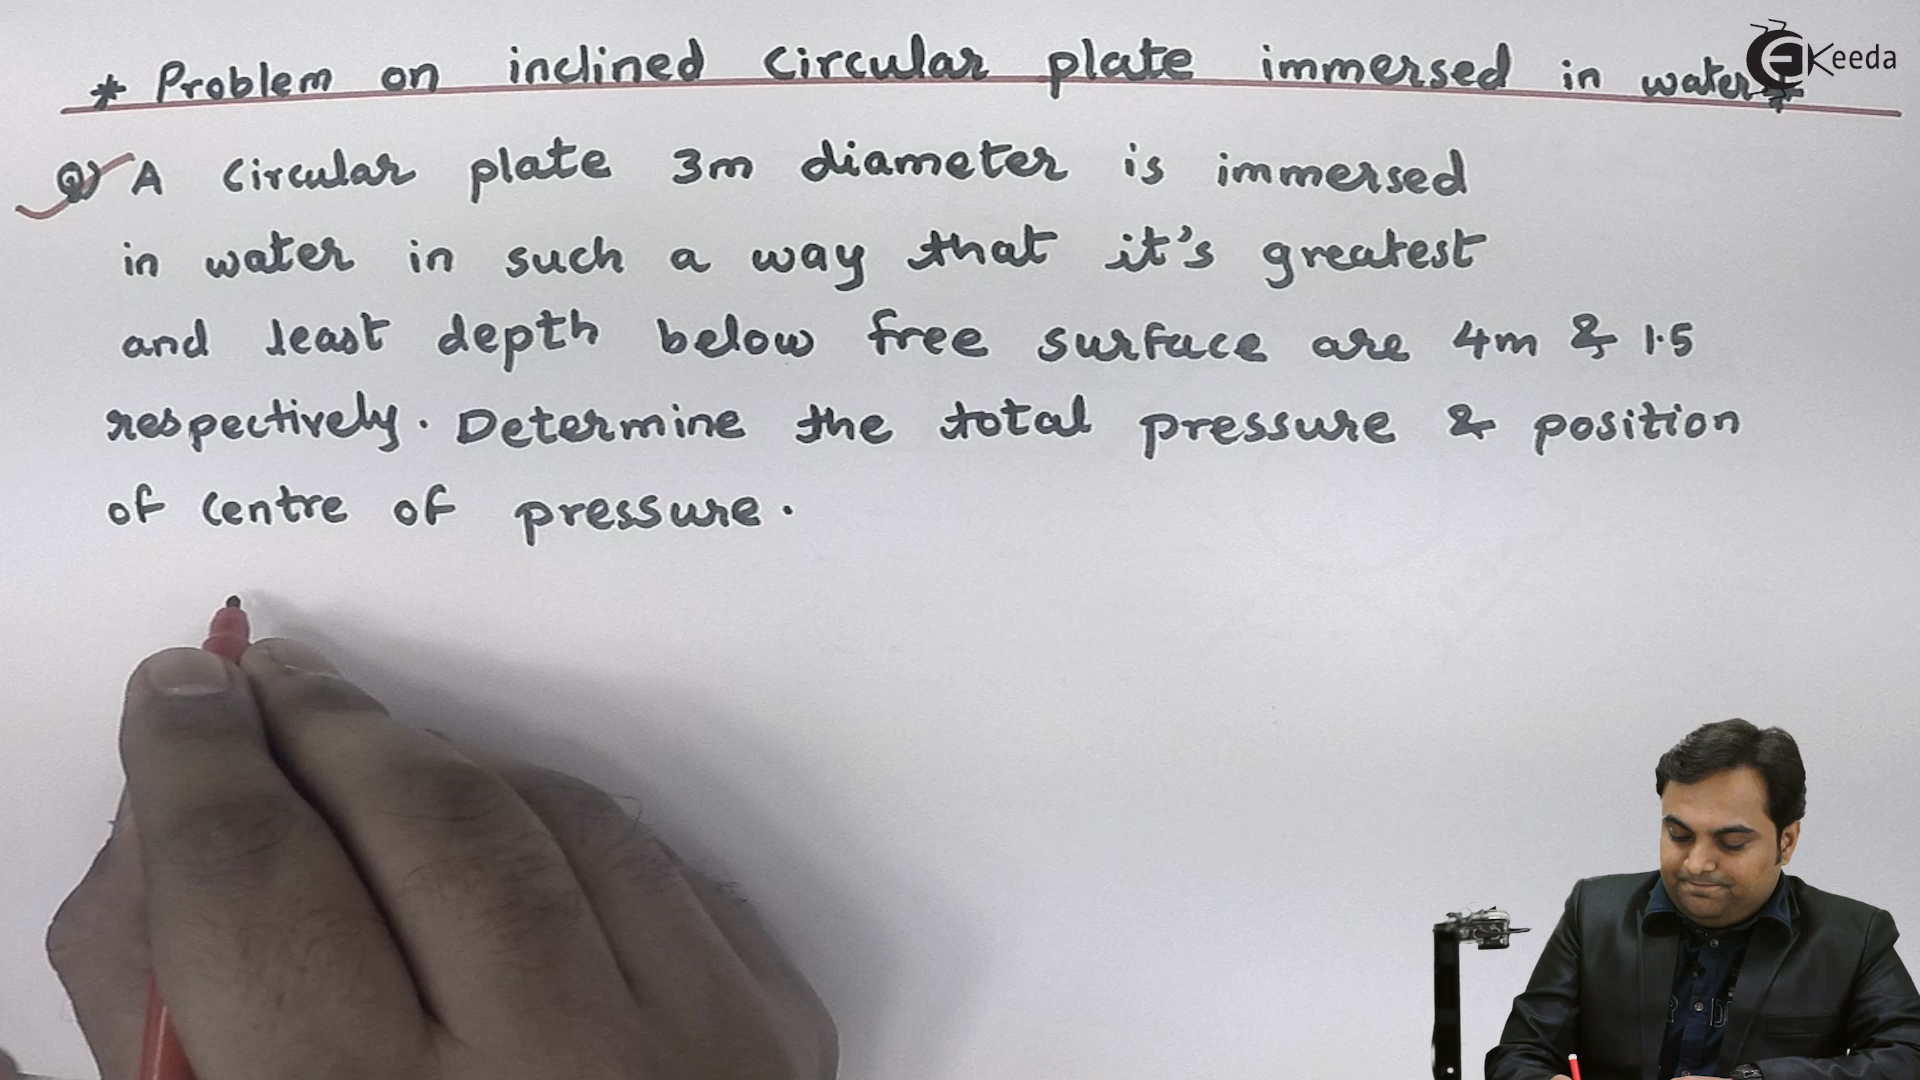 * Problem on inclined circular plate immersed in water *
EKeeda
Q) A circular plate 3m diameter is immersed
in water in such a way that it's greatest
and least depth below free surface are 4m & 1.5
respectively. Determine the total pressure & position
of centre of pressure.